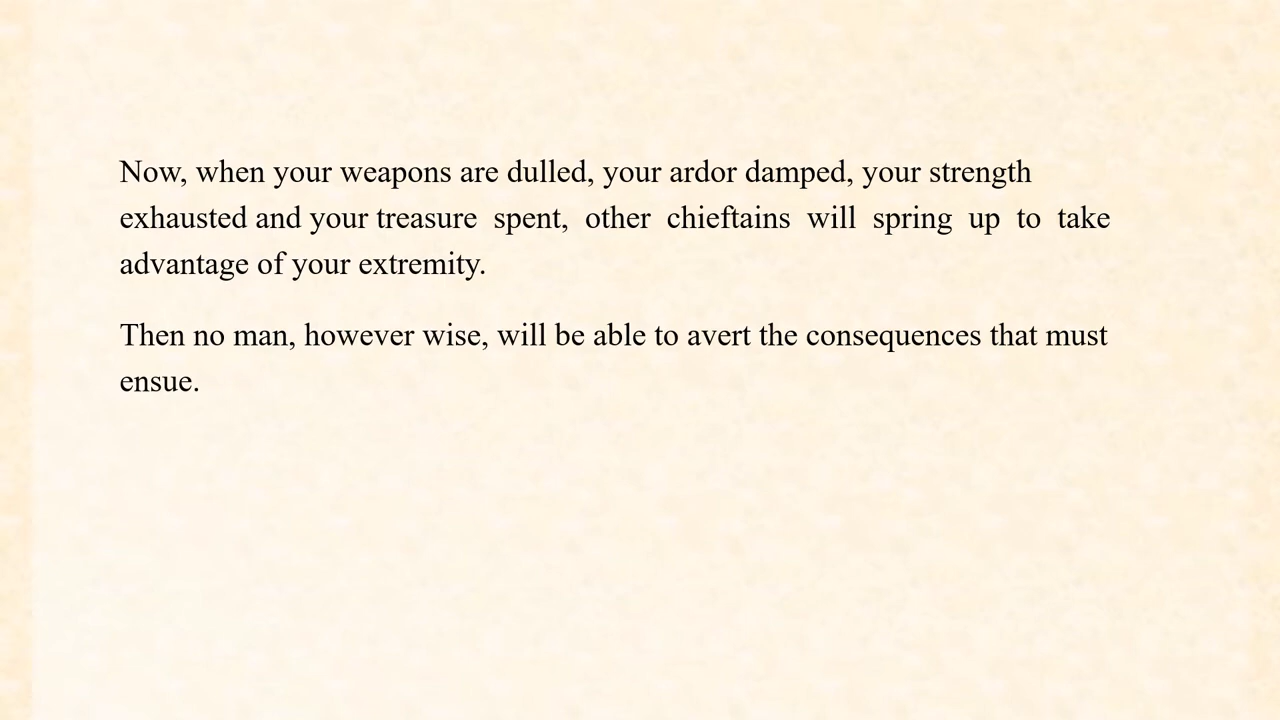 Now, when your weapons are dulled, your ardor damped, your strength
exhausted and your treasure spent, other chieftains will spring up to take
advantage of your extremity.
Then no man, however wise, will be able to avert the consequences that must
ensue.